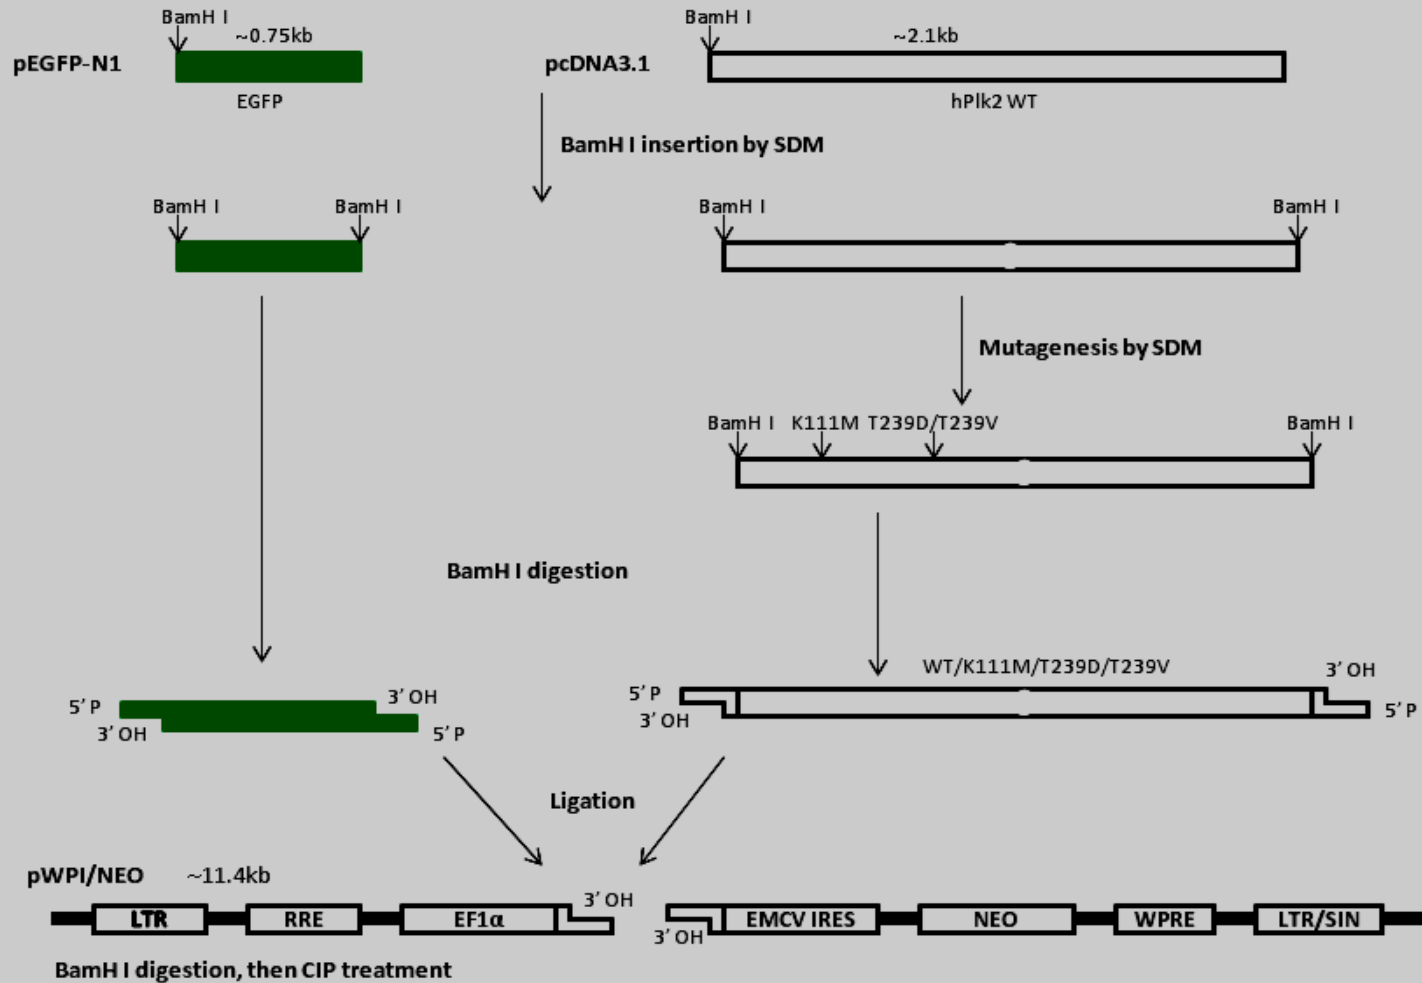 BamH I
BamH I
~0.75kb
~2.1kb
pEGFP-N1
pcDNA3.1
EGFP
hPlk2 WT
BamH I insertion by SDM
BamH I
BamH I
BamH I
BamH I
Mutagenesis by SDM
BamH I
K111M
T239D/T239V
BamH I
BamH I digestion
WT/K111M/T239D/T239V
3' OH
5' P
3' OH
3' OH
5' P
5' P
3' OH
5' P
Ligation
pWPI/NEO
~11.4kb
3' OH
LTR
RRE
EF1α
3' OH
EMCV IRES
NEO
WPRE
LTR/SIN
BamH I digestion, then CIP treatment